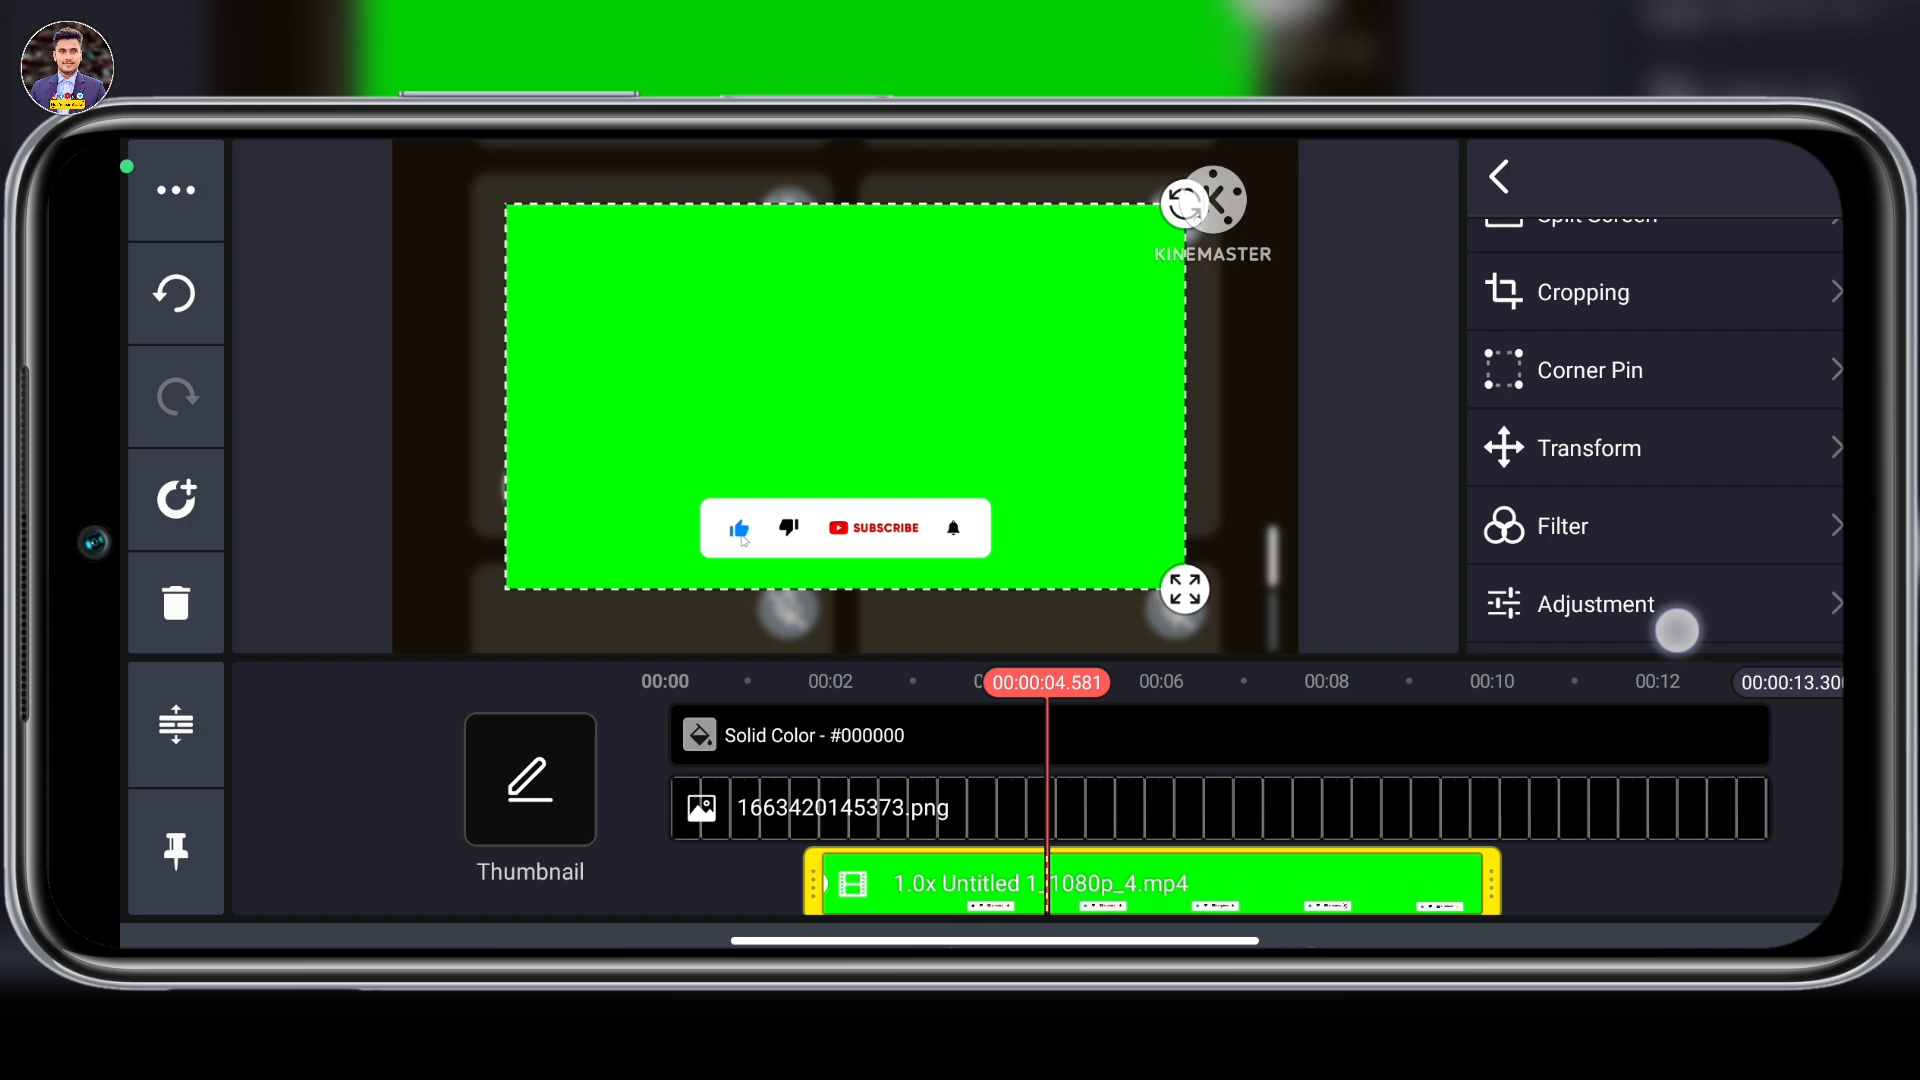 KINEMASTER
Split Screen
Cropping
Corner Pin
Transform
Filter
Adjustment
SUBSCRIBE
00:00
00:02
00:00:04.581
00:06
00:08
00:10
00:12
00:00:13.30
Solid Color - #000000
1663420145373.png
Thumbnail
1.0x Untitled 1_1080p_4.mp4